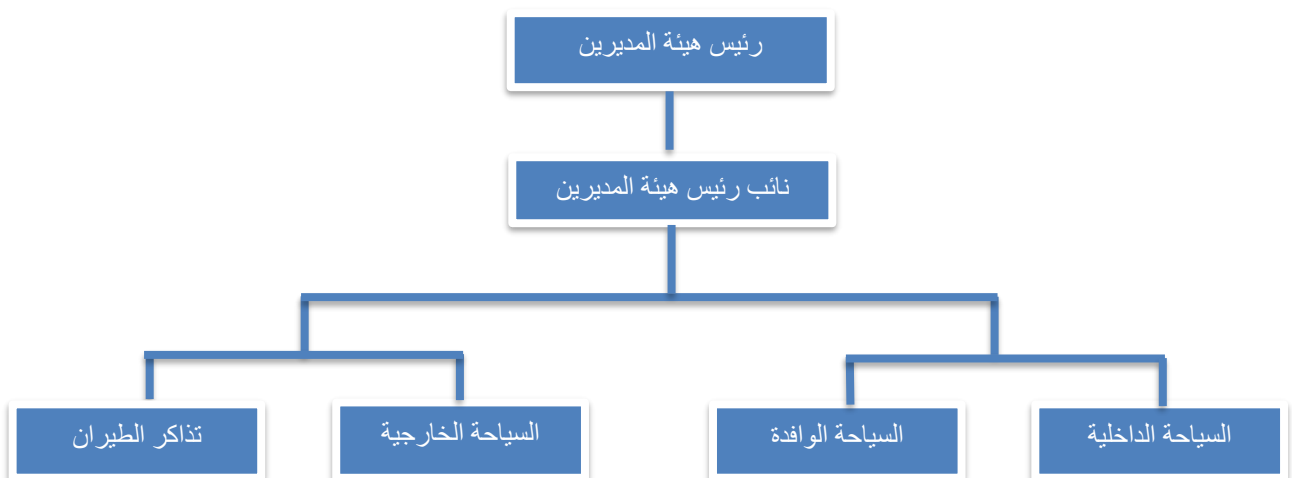 رئيس هيئة المديرين
نائب رئيس هيئة المديرين
السياحة الداخلية
السياحة الوافدة
السياحة الخارجية
تذاكر الطيران